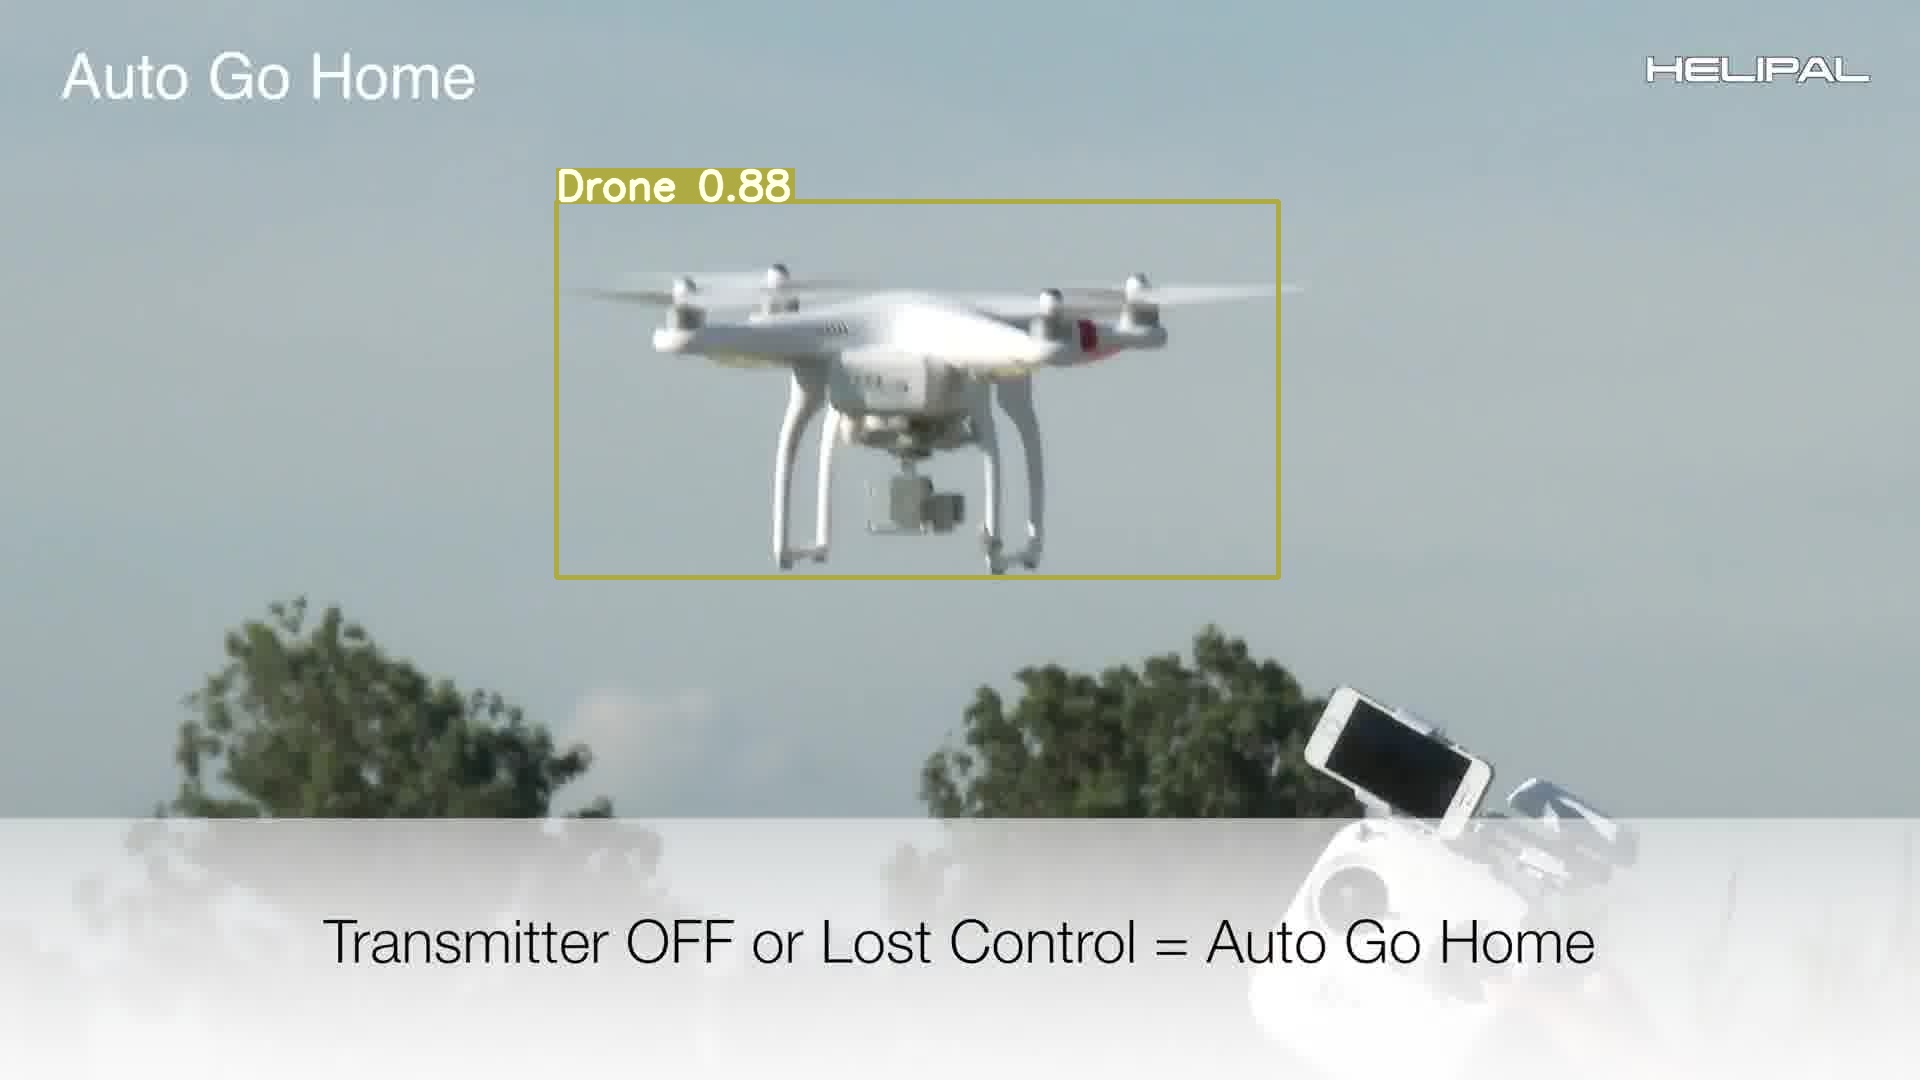 Auto Go Home
HELIPAL
Drone 0.88
Transmitter OFF or Lost Control = Auto Go Home